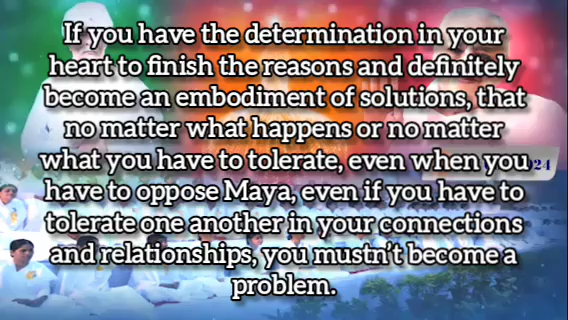 If you have the determination in your
heart to finish the reasons and definitely
become an embodiment of solutions, that
no matter what happens or no matter
what you have to tolerate, even when you
have to oppose Maya, even if you have to
tolerate one another in your connections
and relationships, you mustn't become a
problem.